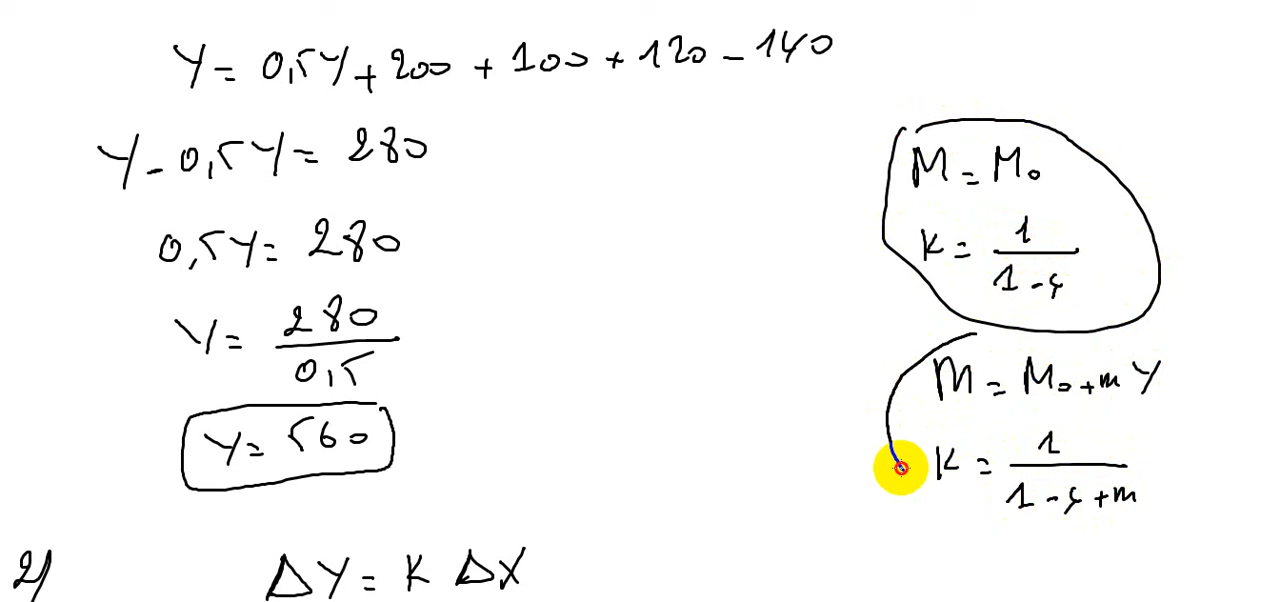 Y = 0,5Y + 200 + 100 + 120 - 140
Y - 0,5Y = 280
0,5Y = 280
Y = 280 / 0,5
Y = 560
M = M₀
K = 1 / 1 - c
M = M₀ + mY
K = 1 / 1 - c + m
2/ ΔY = K ΔX